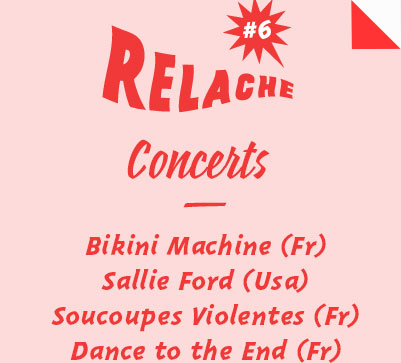 #6
RELACHE
Concerts
Bikini Machine (Fr)
Sallie Ford (Usa)
Soucoupes Violentes (Fr)
Dance to the End (Fr)